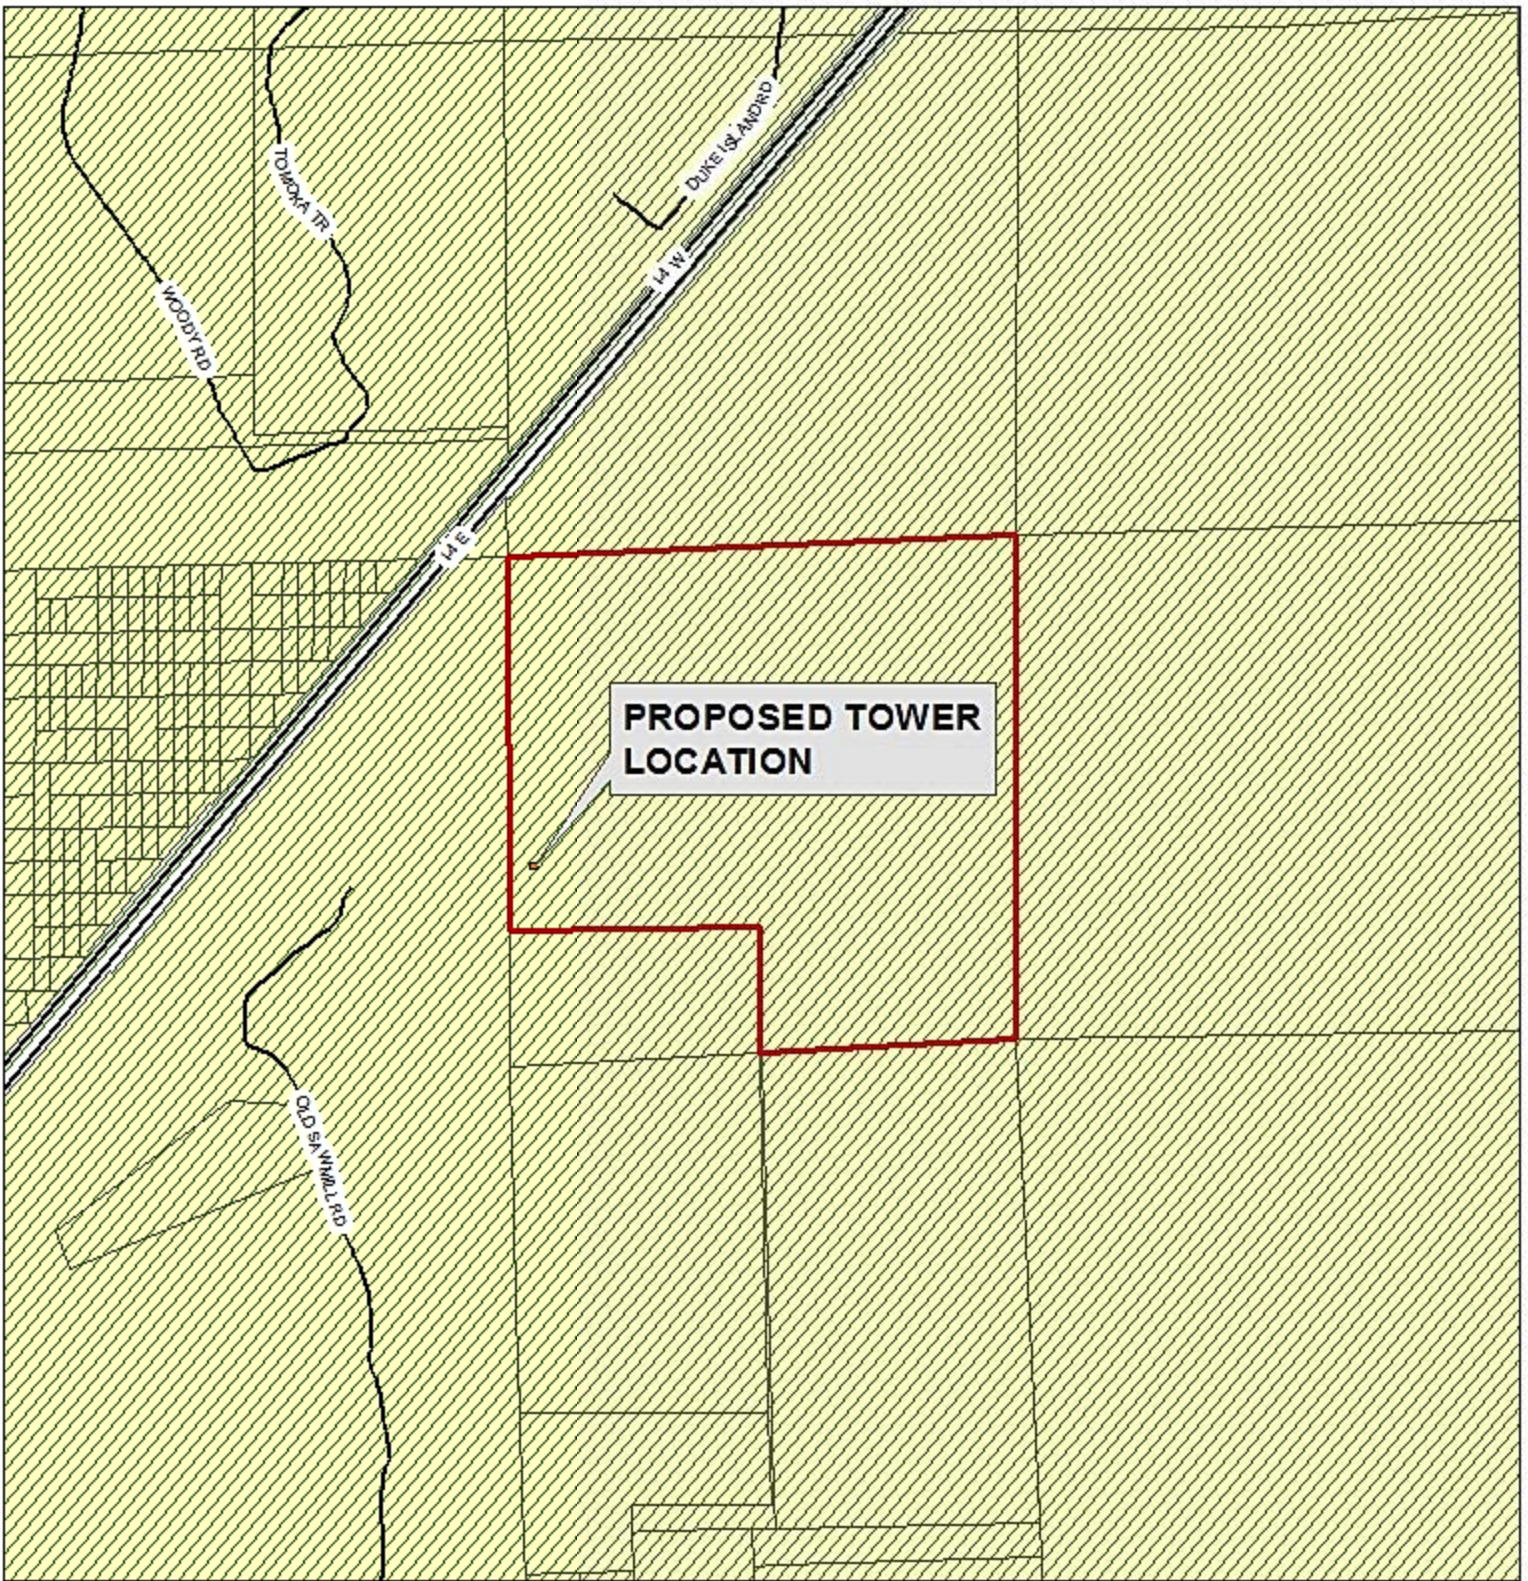 DUKE ISLAND RD
TOMOKA TR
I-4 W
WOODY RD
I-4 E
PROPOSED TOWER
LOCATION
OLD SAWMILL RD